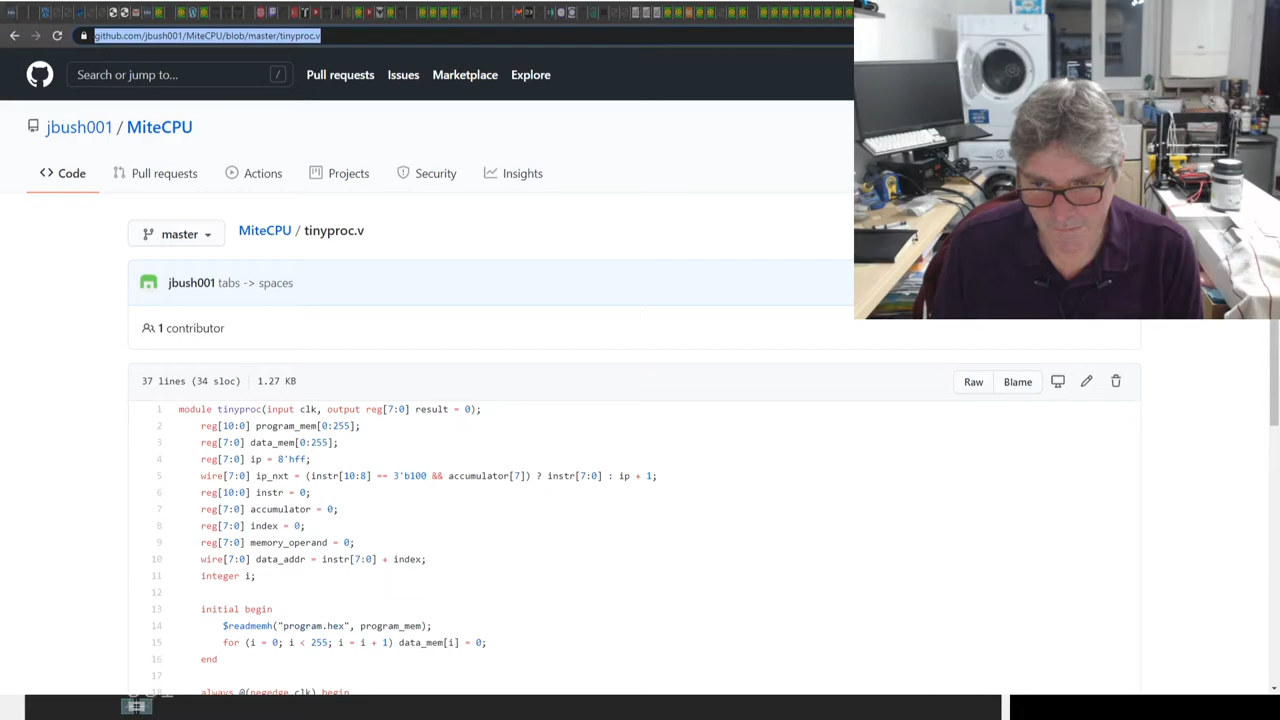 github.com/jbush001/MiteCPU/blob/master/tinyproc.v
Search or jump to... /
Pull requests Issues Marketplace Explore
jbush001 / MiteCPU
Code Pull requests Actions Projects Security Insights
master MiteCPU / tinyproc.v
jbush001 tabs -> spaces
1 contributor
37 lines (34 sloc) 1.27 KB Raw Blame
1 module tinyproc(input clk, output reg[7:0] result = 0);
2 reg[10:0] program_mem[0:255];
3 reg[7:0] data_mem[0:255];
4 reg[7:0] ip = 8'hff;
5 wire[7:0] ip_nxt = (instr[10:8] == 3'b100 && accumulator[7]) ? instr[7:0] : ip + 1;
6 reg[10:0] instr = 0;
7 reg[7:0] accumulator = 0;
8 reg[7:0] index = 0;
9 reg[7:0] memory_operand = 0;
10 wire[7:0] data_addr = instr[7:0] + index;
11 integer i;
12
13 initial begin
14 $readmemh("program.hex", program_mem);
15 for (i = 0; i < 255; i = i + 1) data_mem[i] = 0;
16 end
17
18 always @(negedge clk) begin